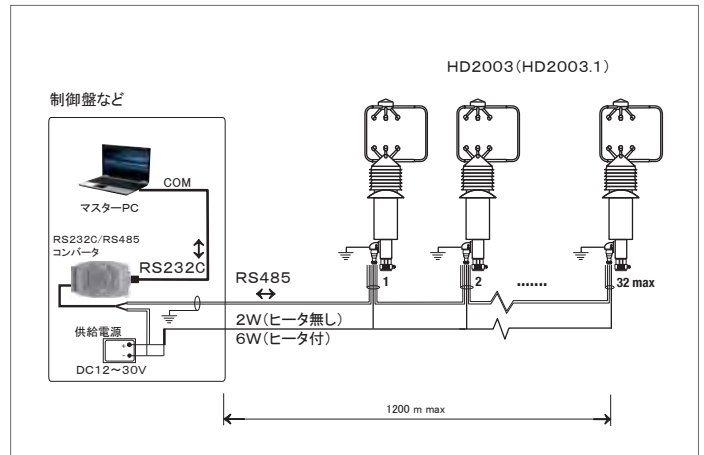 HD2003(HD2003.1)
制御盤など
COM
マスターPC
RS232C/RS485
コンバータ
RS232C
RS485
1
2
.......
32 max
2W(ヒータ無し)
6W(ヒータ付)
供給電源
+
-
DC12~30V
1200 m max